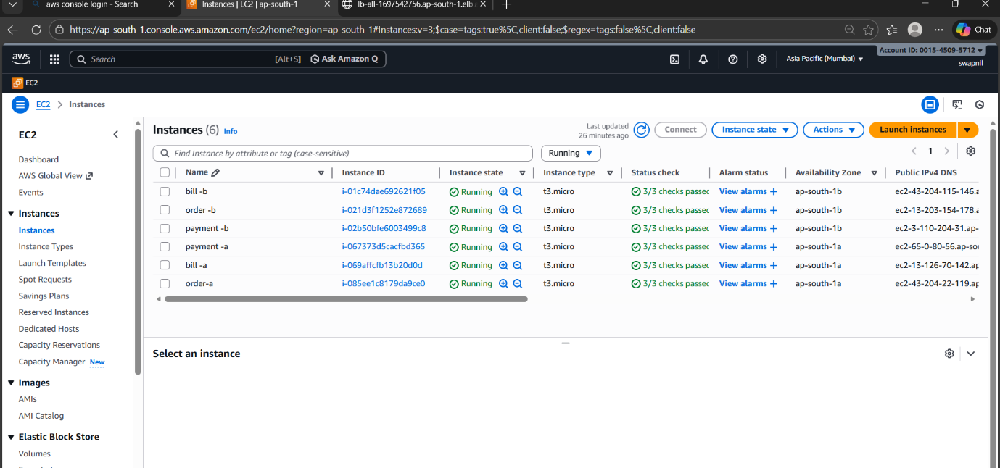 aws console login - Search
Instances | EC2 | ap-south-1
lb-all-1697542756.ap-south-1.elb.
https://ap-south-1.console.aws.amazon.com/ec2/home?region=ap-south-1#Instances:v=3;$case=tags:true%5C,client:false;$regex=tags:false%5C,client:false
Chat
aws
Search
[Alt+S]
Ask Amazon Q
Asia Pacific (Mumbai)
Account ID: 0015-4509-5712
swapnil
EC2
EC2 > Instances
EC2
Dashboard
AWS Global View
Events
Instances
Instances
Instance Types
Launch Templates
Spot Requests
Savings Plans
Reserved Instances
Dedicated Hosts
Capacity Reservations
Capacity Manager New
Images
AMIs
AMI Catalog
Elastic Block Store
Volumes
Instances (6) Info
Last updated
26 minutes ago
Connect
Instance state
Actions
Launch instances
Find Instance by attribute or tag (case-sensitive)
Running
1
Name Instance ID Instance state Instance type Status check Alarm status Availability Zone Public IPv4 DNS
bill -b i-01c74dae692621f05 Running t3.micro 3/3 checks passed View alarms + ap-south-1b ec2-43-204-115-146.a
order -b i-021d3f1252e872689 Running t3.micro 3/3 checks passed View alarms + ap-south-1b ec2-13-203-154-178.a
payment -b i-02b50bfe6003499c8 Running t3.micro 3/3 checks passed View alarms + ap-south-1b ec2-3-110-204-31.ap-
payment -a i-067373d5cacfbd365 Running t3.micro 3/3 checks passed View alarms + ap-south-1a ec2-65-0-80-56.ap-sou
bill -a i-069affcfb13b20d0d Running t3.micro 3/3 checks passed View alarms + ap-south-1a ec2-13-126-70-142.ap
order-a i-085ee1c8179da9ce0 Running t3.micro 3/3 checks passed View alarms + ap-south-1a ec2-43-204-22-119.ap
Select an instance